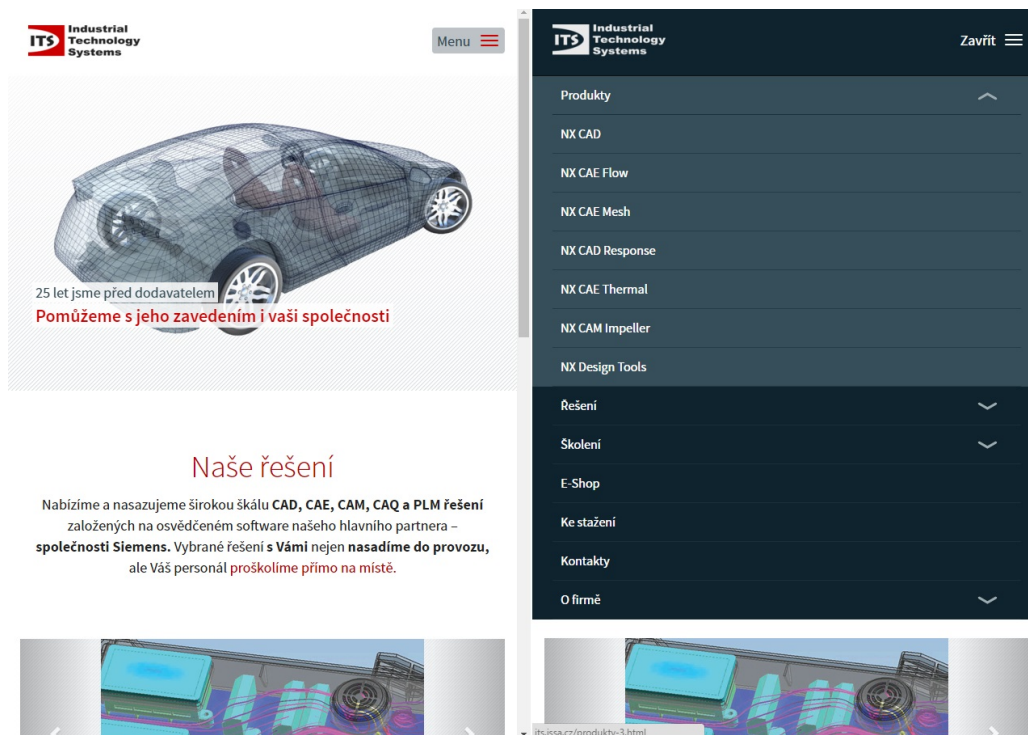 ITS Industrial
Technology
Systems
Menu
25 let jsme před dodavatelem
Pomůžeme s jeho zavedením i vaši společnosti
Naše řešení
Nabízíme a nasazujeme širokou škálu CAD, CAE, CAM, CAQ a PLM řešení
založených na osvědčeném software našeho hlavního partnera –
společnosti Siemens. Vybrané řešení s Vámi nejen nasadíme do provozu,
ale Váš personál proškolíme přímo na místě.
ITS Industrial
Technology
Systems
Zavřít
Produkty
NX CAD
NX CAE Flow
NX CAE Mesh
NX CAD Response
NX CAE Thermal
NX CAM Impeller
NX Design Tools
Řešení
Školení
E-Shop
Ke stažení
Kontakty
O firmě
its.issa.cz/produkty-3.html